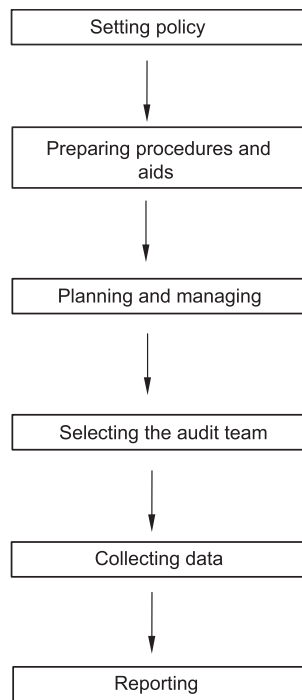 Setting policy
Preparing procedures and
aids
Planning and managing
Selecting the audit team
Collecting data
Reporting